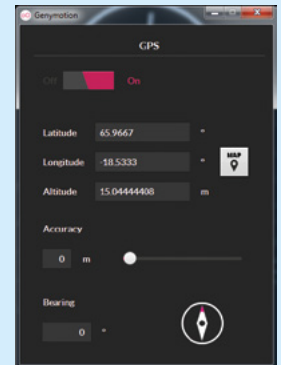 Genymotion
GPS
Off On
Latitude 65.9667 °
Longitude -18.5333 ° MAP
Altitude 15.04444408 m
Accuracy
0 m
Bearing
0 °